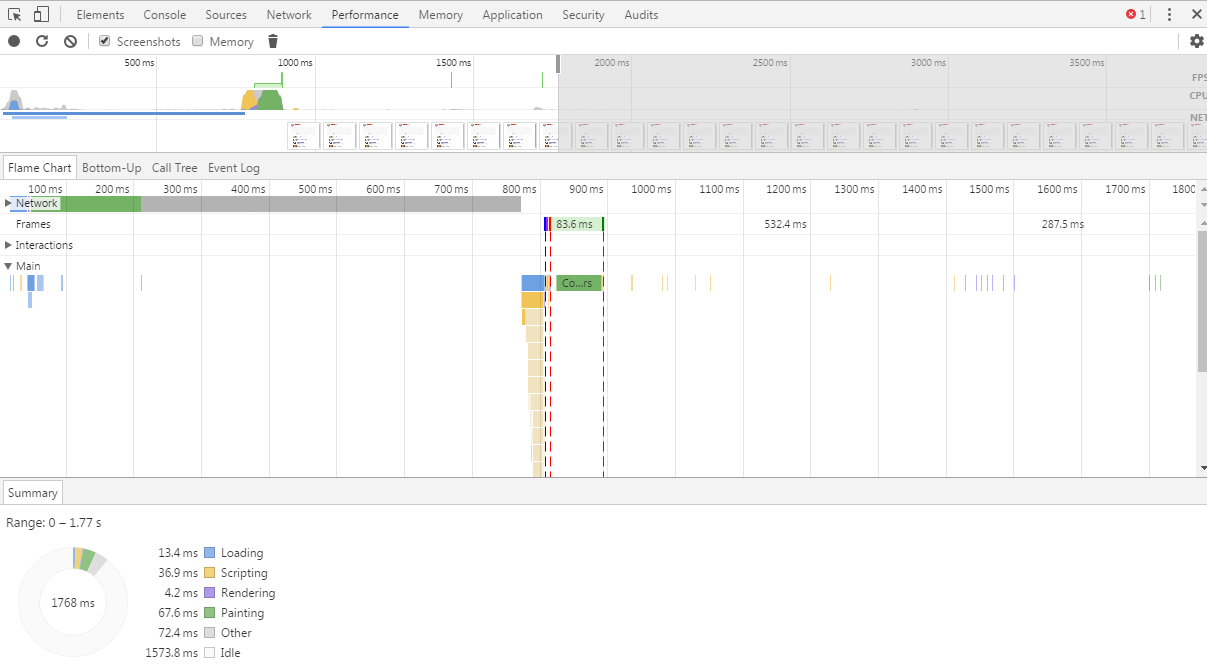 Elements Console Sources Network Performance Memory Application Security Audits 1
Screenshots Memory
500 ms 1000 ms 1500 ms 2000 ms 2500 ms 3000 ms 3500 ms
FPS
CPU
NET
Flame Chart Bottom-Up Call Tree Event Log
100 ms 200 ms 300 ms 400 ms 500 ms 600 ms 700 ms 800 ms 900 ms 1000 ms 1100 ms 1200 ms 1300 ms 1400 ms 1500 ms 1600 ms 1700 ms 1800
Network
Frames 83.6 ms 532.4 ms 287.5 ms
Interactions
Main
Co...rs
Summary
Range: 0 – 1.77 s
13.4 ms Loading
36.9 ms Scripting
4.2 ms Rendering
1768 ms
67.6 ms Painting
72.4 ms Other
1573.8 ms Idle